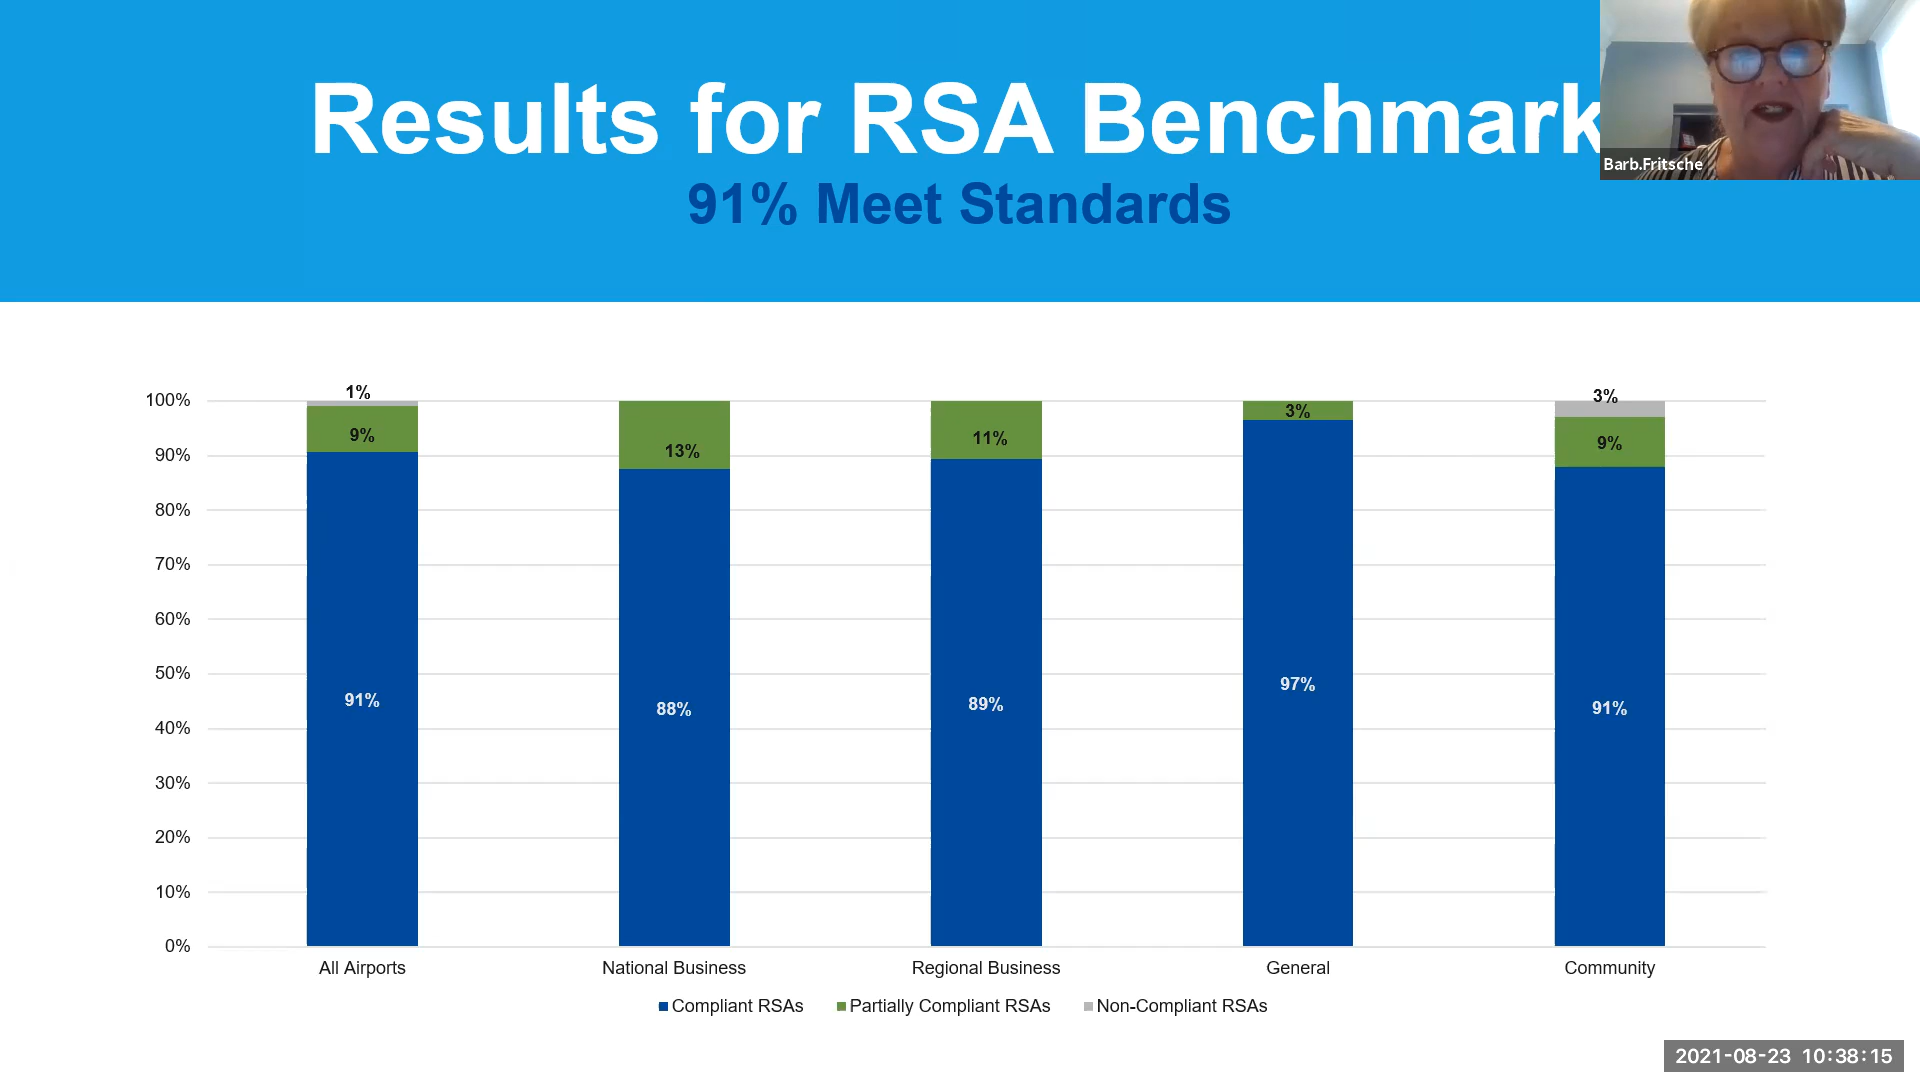 Results for RSA Benchmark
Barb.Fritsche
91% Meet Standards
100%
90%
80%
70%
60%
50%
40%
30%
20%
10%
0%
1%
9%
91%
13%
88%
11%
89%
3%
97%
3%
9%
91%
All Airports
National Business
Regional Business
General
Community
Compliant RSAs
Partially Compliant RSAs
Non-Compliant RSAs
2021-08-23 10:38:15